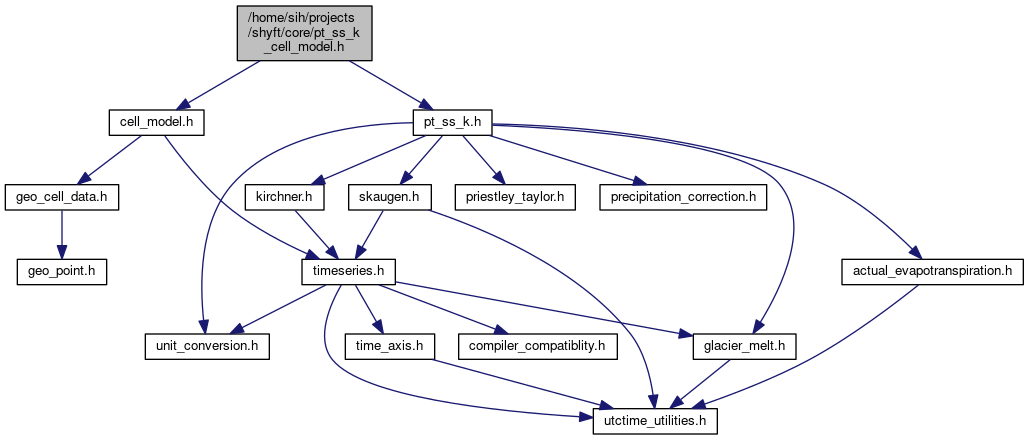 /home/sih/projects
/shyft/core/pt_ss_k
_cell_model.h
cell_model.h
pt_ss_k.h
geo_cell_data.h
kirchner.h
skaugen.h
priestley_taylor.h
precipitation_correction.h
geo_point.h
timeseries.h
actual_evapotranspiration.h
unit_conversion.h
time_axis.h
compiler_compatiblity.h
glacier_melt.h
utctime_utilities.h